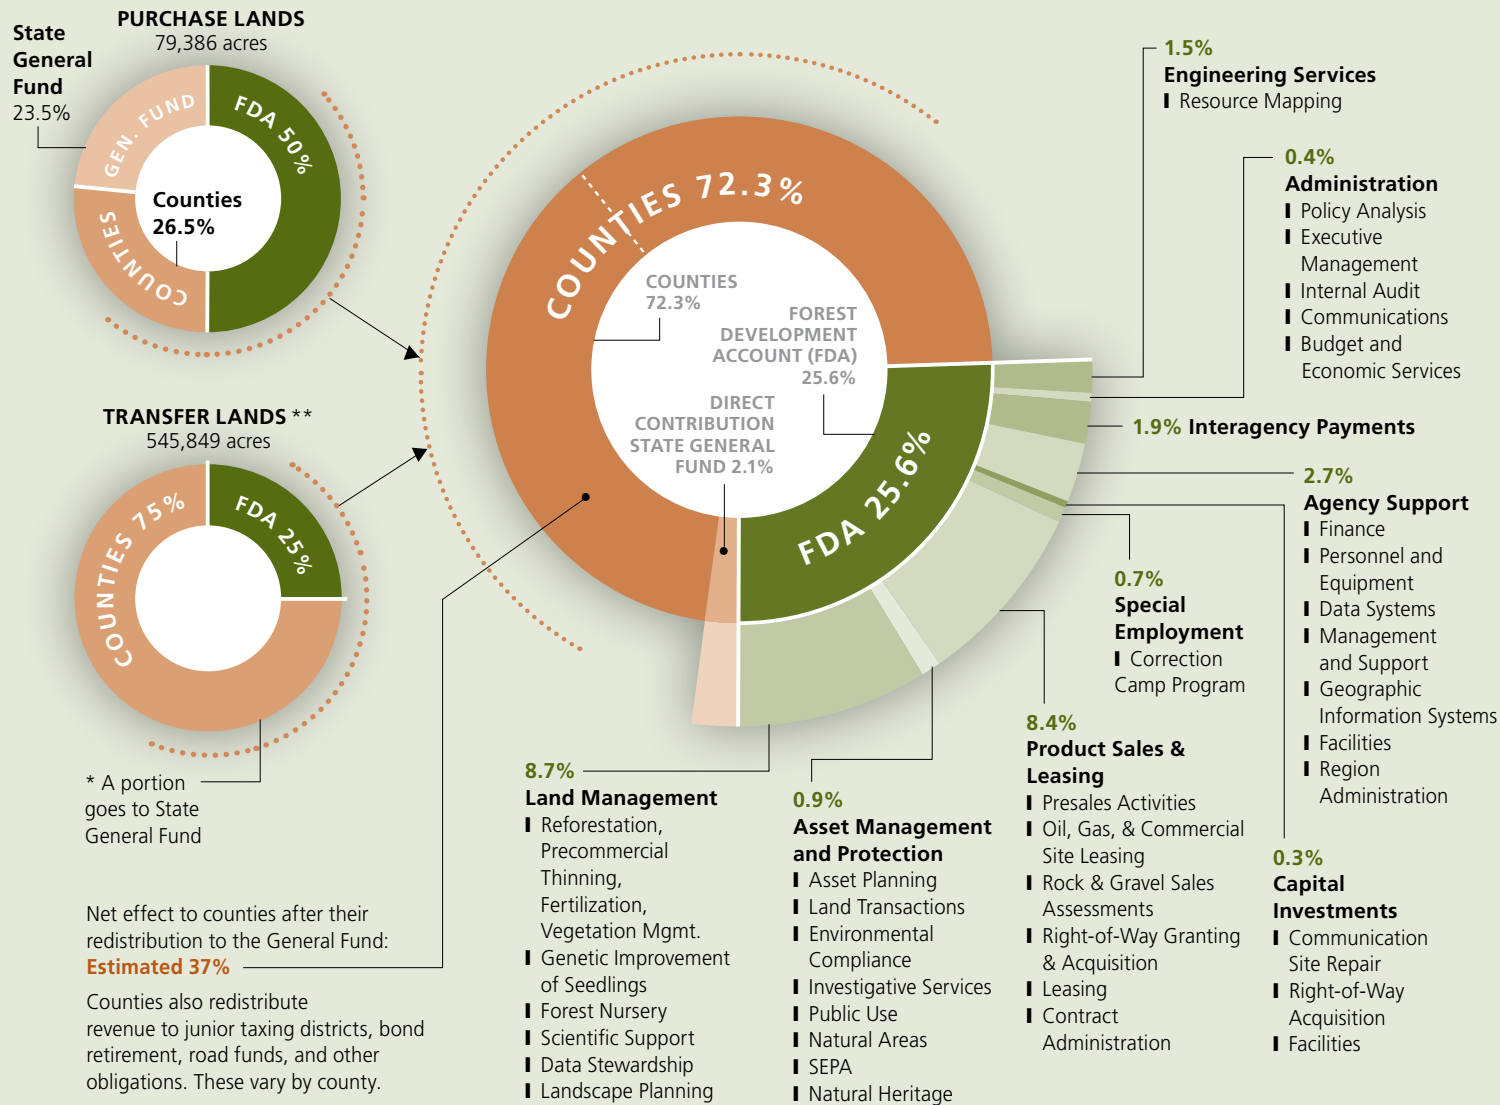 PURCHASE LANDS
79,386 acres
State
General
Fund
23.5%
GEN. FUND
FDA 50%
COUNTIES
Counties
26.5%
TRANSFER LANDS **
545,849 acres
COUNTIES 75%
FDA 25%
* A portion
goes to State
General Fund
Net effect to counties after their
redistribution to the General Fund:
Estimated 37%
Counties also redistribute
revenue to junior taxing districts, bond
retirement, road funds, and other
obligations. These vary by county.
COUNTIES 72.3%
COUNTIES
72.3%
FOREST
DEVELOPMENT
ACCOUNT (FDA)
25.6%
DIRECT
CONTRIBUTION
STATE GENERAL
FUND 2.1%
FDA 25.6%
1.5%
Engineering Services
Resource Mapping
0.4%
Administration
Policy Analysis
Executive
Management
Internal Audit
Communications
Budget and
Economic Services
1.9% Interagency Payments
2.7%
Agency Support
Finance
Personnel and
Equipment
Data Systems
Management
and Support
Geographic
Information Systems
Facilities
Region
Administration
0.3%
Capital
Investments
Communication
Site Repair
Right-of-Way
Acquisition
Facilities
0.7%
Special
Employment
Correction
Camp Program
8.4%
Product Sales &
Leasing
Presales Activities
Oil, Gas, & Commercial
Site Leasing
Rock & Gravel Sales
Assessments
Right-of-Way Granting
& Acquisition
Leasing
Contract
Administration
0.9%
Asset Management
and Protection
Asset Planning
Land Transactions
Environmental
Compliance
Investigative Services
Public Use
Natural Areas
SEPA
Natural Heritage
8.7%
Land Management
Reforestation,
Precommercial
Thinning,
Fertilization,
Vegetation Mgmt.
Genetic Improvement
of Seedlings
Forest Nursery
Scientific Support
Data Stewardship
Landscape Planning